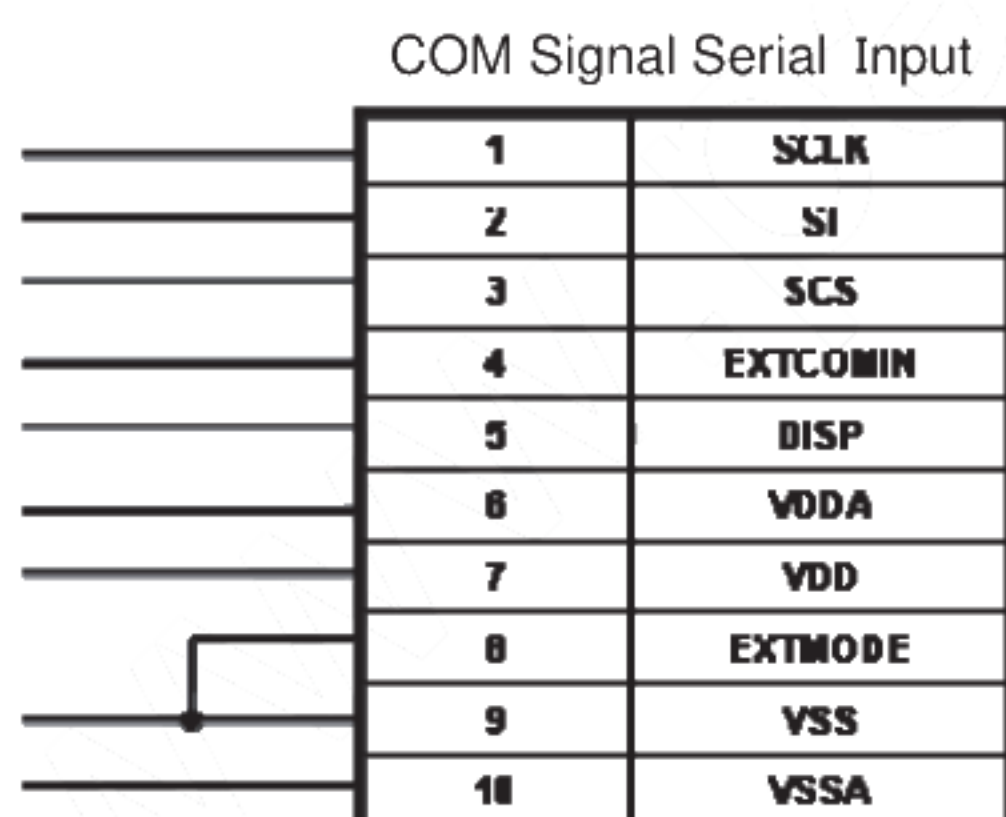 COM Signal Serial Input
1 SCLK
2 SI
3 SCS
4 EXTCOMIN
5 DISP
6 VDDA
7 VDD
8 EXTMODE
9 VSS
10 VSSA